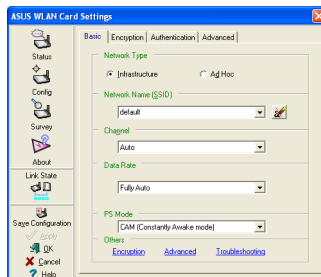 ASUS WLAN Card Settings
Status
Config
Survey
About
Link State
Save Configuration
Apply
OK
Cancel
Help
Basic Encryption Authentication Advanced
Network Type
Infrastructure Ad Hoc
Network Name (SSID)
default
Channel
Auto
Data Rate
Fully Auto
PS Mode
CAM (Constantly Awake mode)
Others
Encryption Advanced Troubleshooting